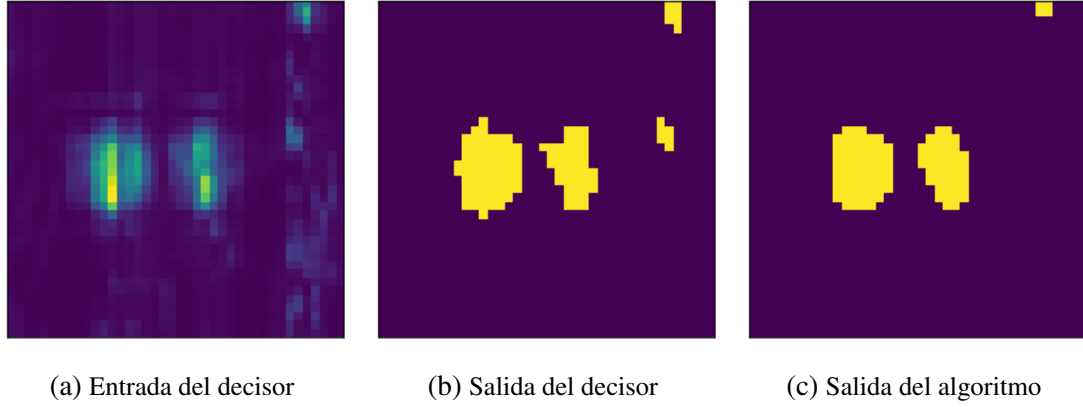 (a) Entrada del decisor
(b) Salida del decisor
(c) Salida del algoritmo